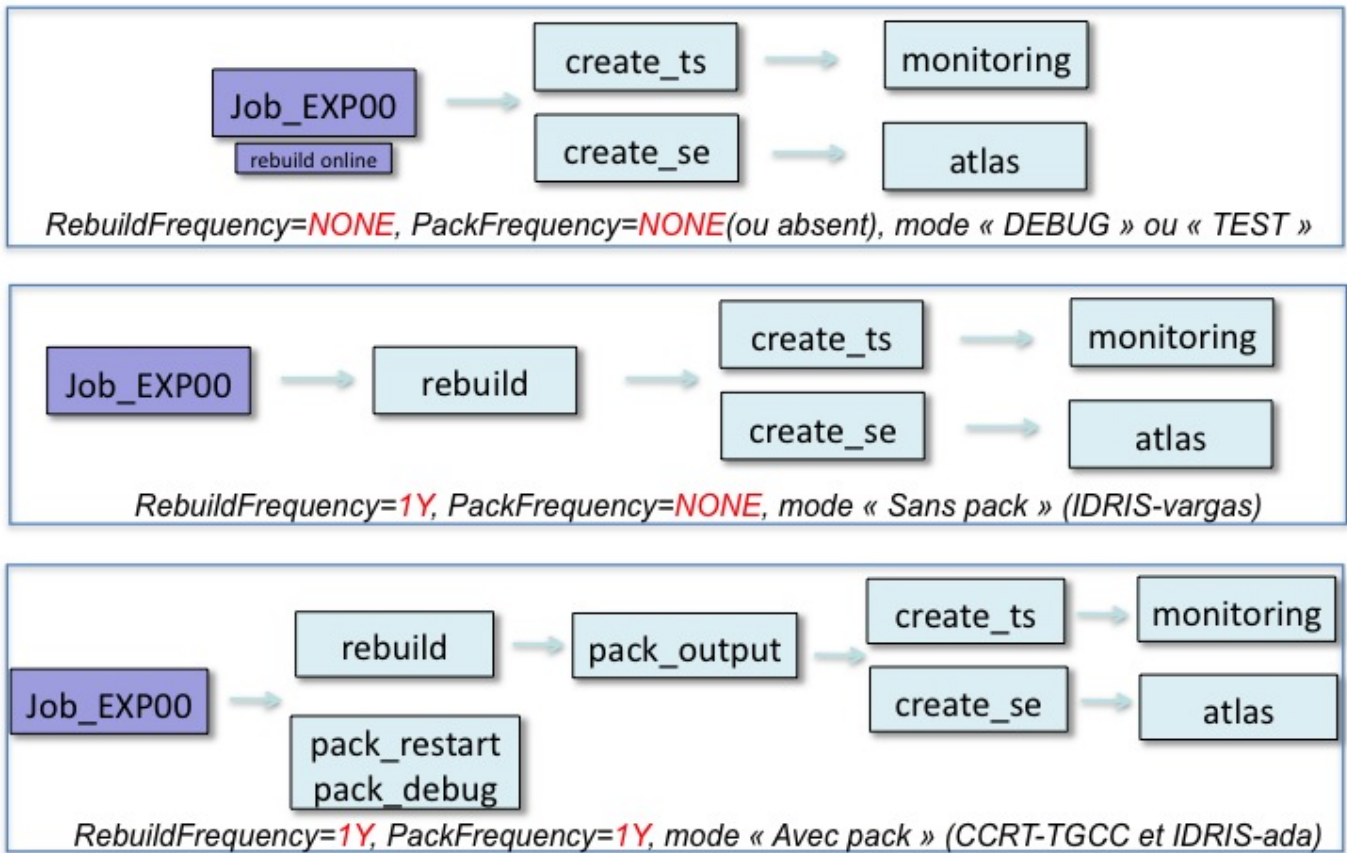 create_ts
monitoring
Job_EXP00
rebuild online
create_se
atlas
RebuildFrequency=NONE, PackFrequency=NONE(ou absent), mode « DEBUG » ou « TEST »
create_ts
monitoring
Job_EXP00
rebuild
create_se
atlas
RebuildFrequency=1Y, PackFrequency=NONE, mode « Sans pack » (IDRIS-vargas)
create_ts
monitoring
rebuild
pack_output
Job_EXP00
create_se
atlas
pack_restart
pack_debug
RebuildFrequency=1Y, PackFrequency=1Y, mode « Avec pack » (CCRT-TGCC et IDRIS-ada)